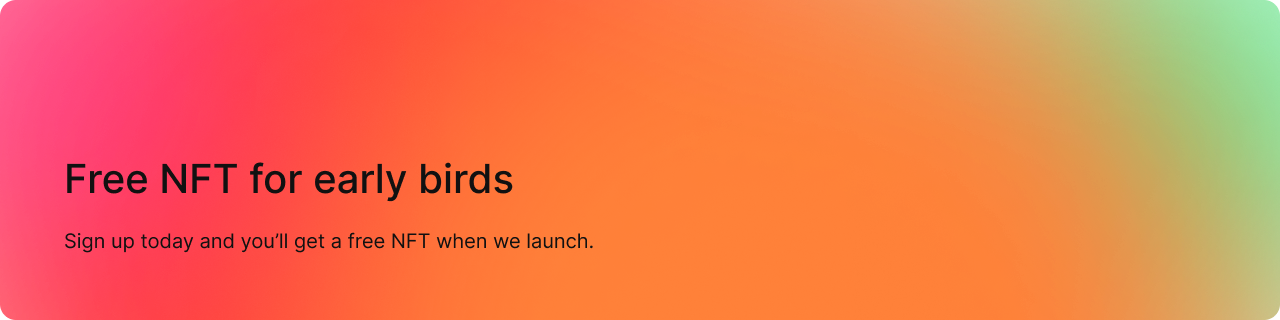 Free NFT for early birds
Sign up today and you’ll get a free NFT when we launch.